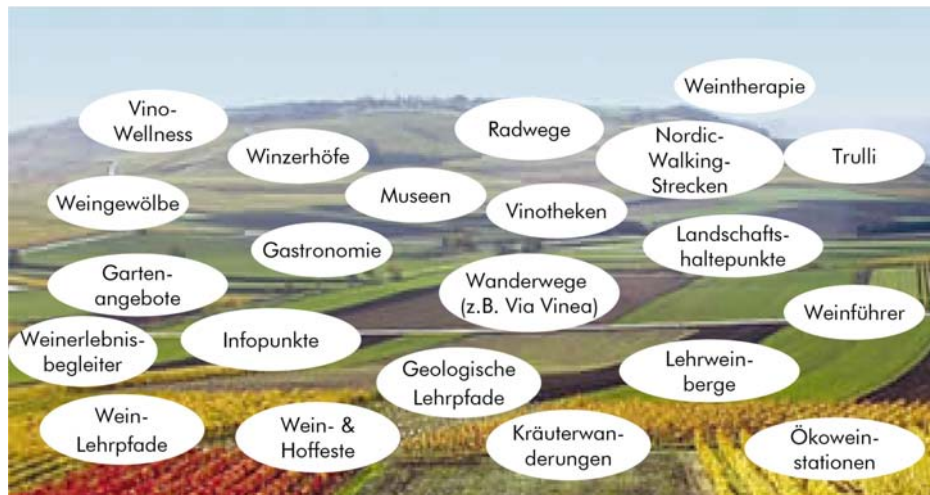 Weintherapie
Vino-
Wellness
Radwege
Winzerhöfe
Nordic-
Walking-
Strecken
Trulli
Museen
Weingewölbe
Vinotheken
Gastronomie
Landschafts-
haltepunkte
Garten-
angebote
Wanderwege
(z.B. Via Vinea)
Weinführer
Weinerlebnis-
begleiter
Infopunkte
Geologische
Lehrpfade
Lehrwein-
berge
Wein-
Lehrpfade
Wein- &
Hoffeste
Kräuterwan-
derungen
Ökowein-
stationen